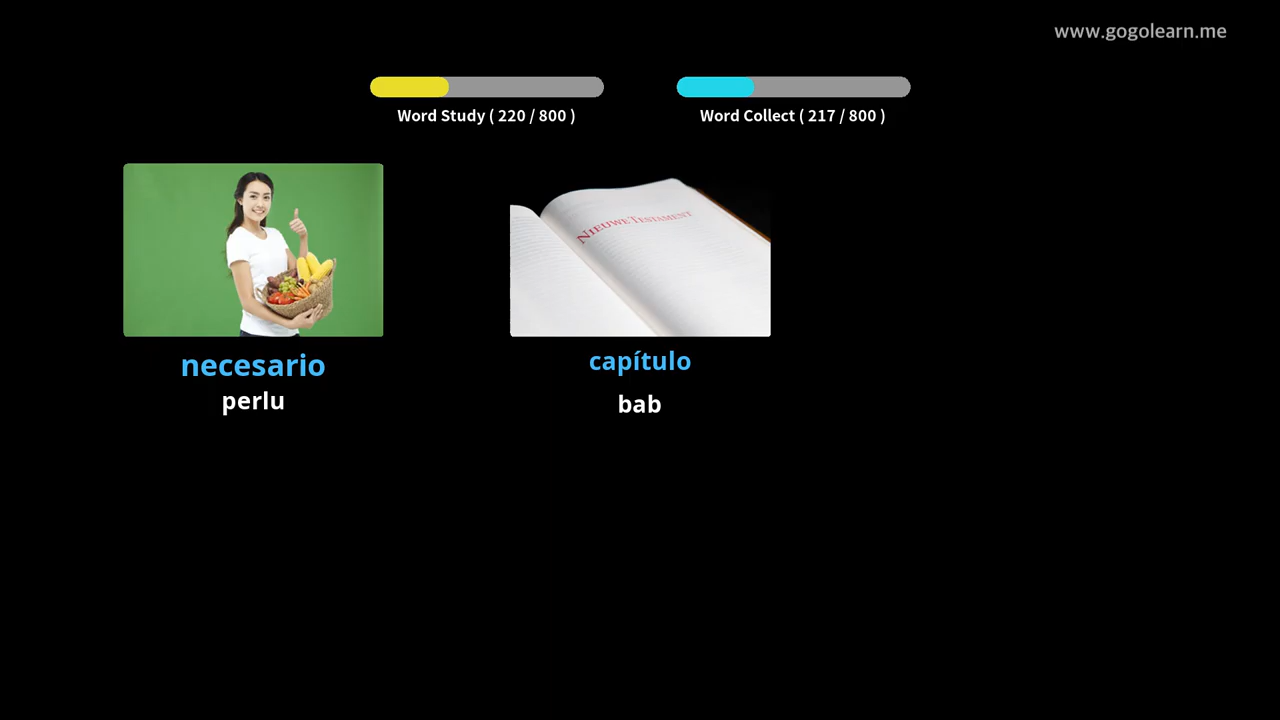 www.gogolearn.me
Word Study ( 220 / 800 )
Word Collect ( 217 / 800 )
NIEUWE TESTAMENT
necesario
perlu
capítulo
bab